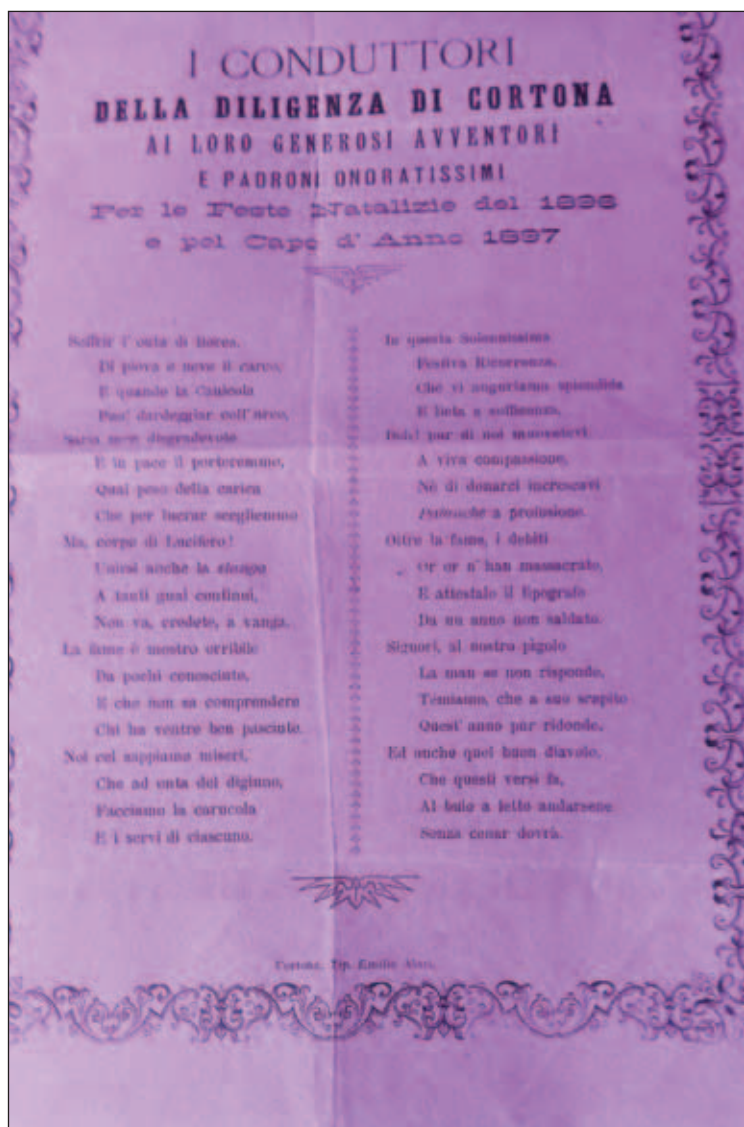 I CONDUTTORI
DELLA DILIGENZA DI CORTONA
AI LORO GENEROSI AVVENTORI
E PADRONI ONORATISSIMI
Per le Feste Natalizie del 1896
e pel Capo d' Anno 1897
Soffrir l' onta di Borea,
Di piova e neve il carco,
E quando la Canicola
Puo' dardeggiar coll' arco,
Saria men disgradevole
E in pace il porteremmo,
Qual peso della carica
Che per lucrar scegliemmo
Ma, corpo di Lucifero!
Unirsi anche la stanga
A tanti guai continui,
Non va, credete, a vanga.
La fame è mostro orribile
Da pochi conosciuto,
E che non sa comprendere
Chi ha ventre ben pasciuto.
Noi cel sappiamo miseri,
Che ad onta del digiuno,
Facciamo la carucola
E i servi di ciascuno.
In questa Solennissima
Festiva Ricorrenza,
Che vi auguriamo splendida
E lieta a sufficenza,
Deh! pur di noi muovetevi
A viva compassione,
Nè di donarci increscavi
Palanche a profusione.
Oltre la fame, i debiti
Or or n' han massacrato,
E attestalo il tipografo
Da un anno non saldato.
Signori, al nostro pigolo
La man se non risponde,
Temiamo, che a suo scapito
Quest' anno pur ridonde,
Ed anche quel buon diavolo,
Che questi versi fa,
Al buio a letto andarsene
Senza cenar dovrà.
Cortona, Tip. Emilio